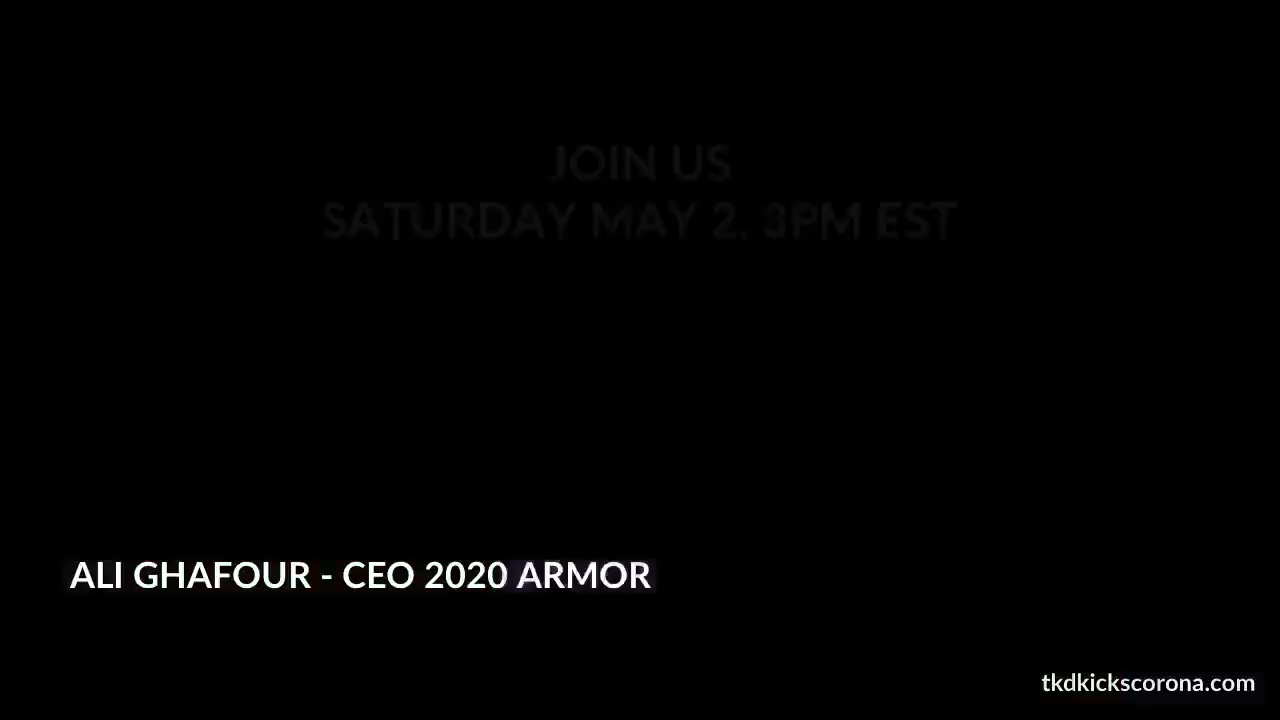 JOIN US
SATURDAY MAY 2, 3PM EST
ALI GHAFOUR - CEO 2020 ARMOR
tkdkickscorona.com